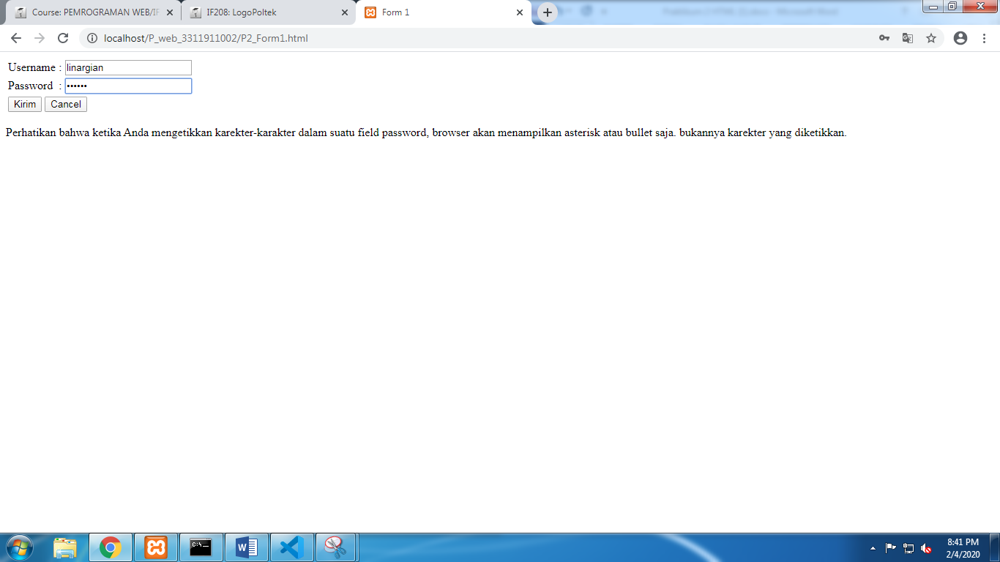 Course: PEMROGRAMAN WEB/IF
IF208: LogoPoltek
Form 1
localhost/P_web_3311911002/P2_Form1.html
Username : linargian
Password : ••••••
Kirim Cancel
Perhatikan bahwa ketika Anda mengetikkan karekter-karakter dalam suatu field password, browser akan menampilkan asterisk atau bullet saja. bukannya karekter yang diketikkan.
C:\_
8:41 PM
2/4/2020